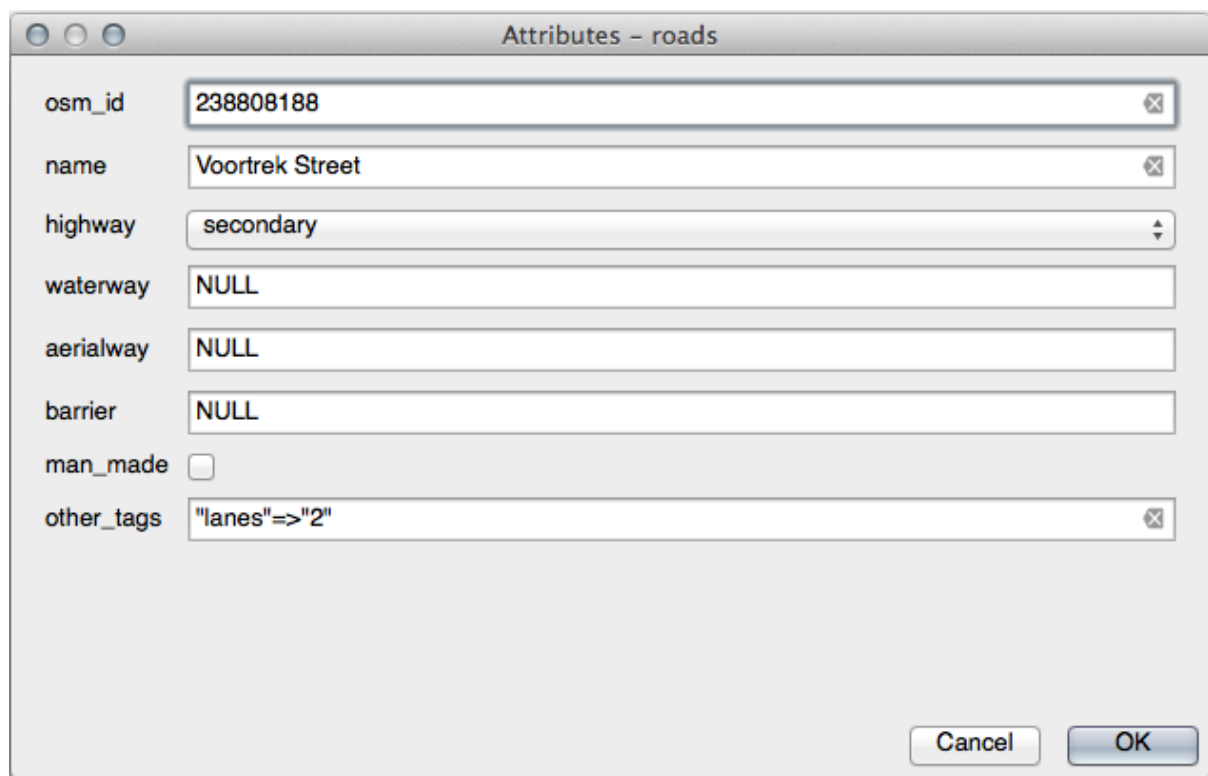 Attributes – roads
osm_id 238808188
name Voortrek Street
highway secondary
waterway NULL
aerialway NULL
barrier NULL
man_made
other_tags "lanes"=>"2"
Cancel OK